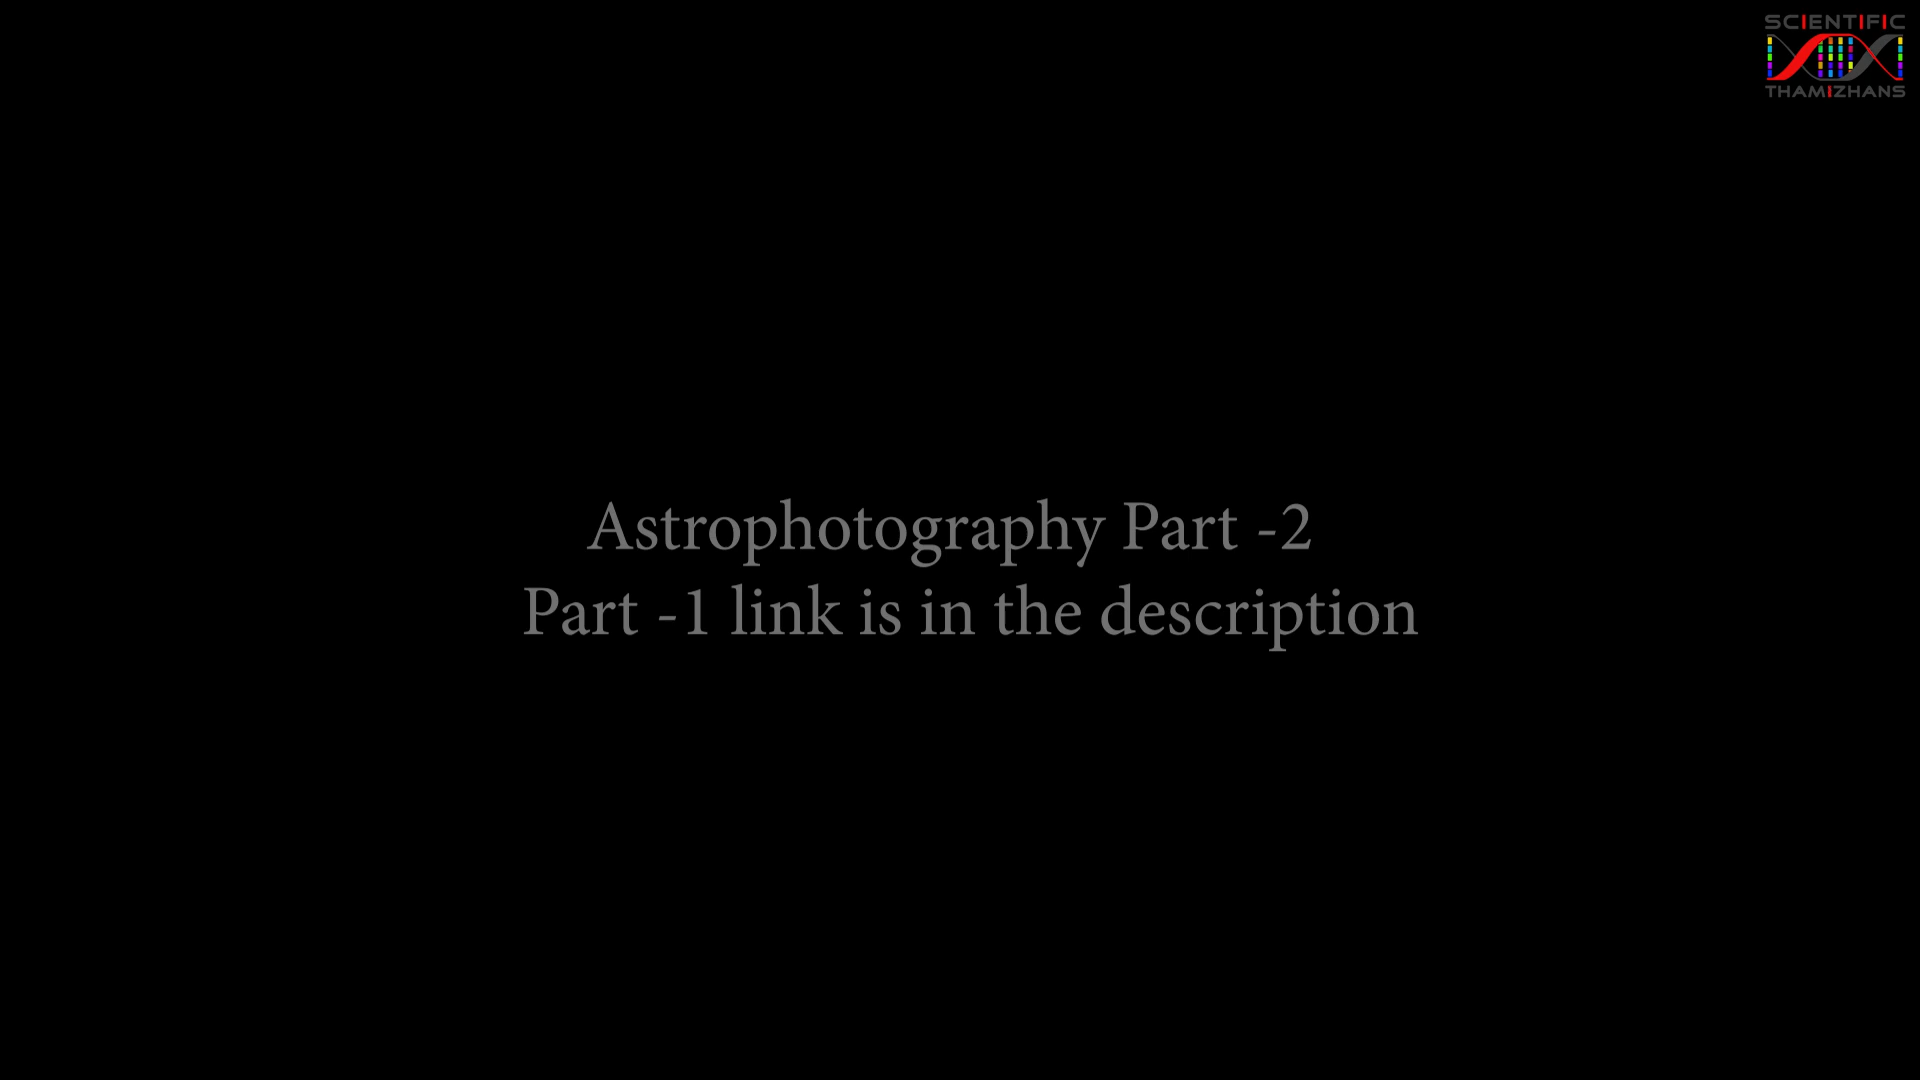 SCIENTIFIC
THAMIZHANS
Astrophotography Part -2
Part -1 link is in the description